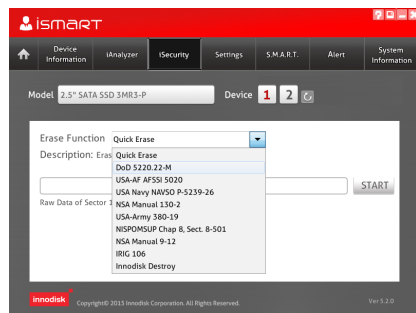 ismart
Device Information
iAnalyzer
iSecurity
Settings
S.M.A.R.T.
Alert
System Information
Model 2.5" SATA SSD 3MR3-P Device 1 2
Erase Function Quick Erase
Description: Eras
Quick Erase
DoD 5220.22-M
USA-AF AFSSI 5020
USA Navy NAVSO P-5239-26
NSA Manual 130-2
USA-Army 380-19
NISPOMSUP Chap 8, Sect. 8-501
NSA Manual 9-12
IRIG 106
Innodisk Destroy
START
Raw Data of Sector 1
innodisk Copyright© 2015 Innodisk Corporation. All Rights Reserved. Ver 5.2.0